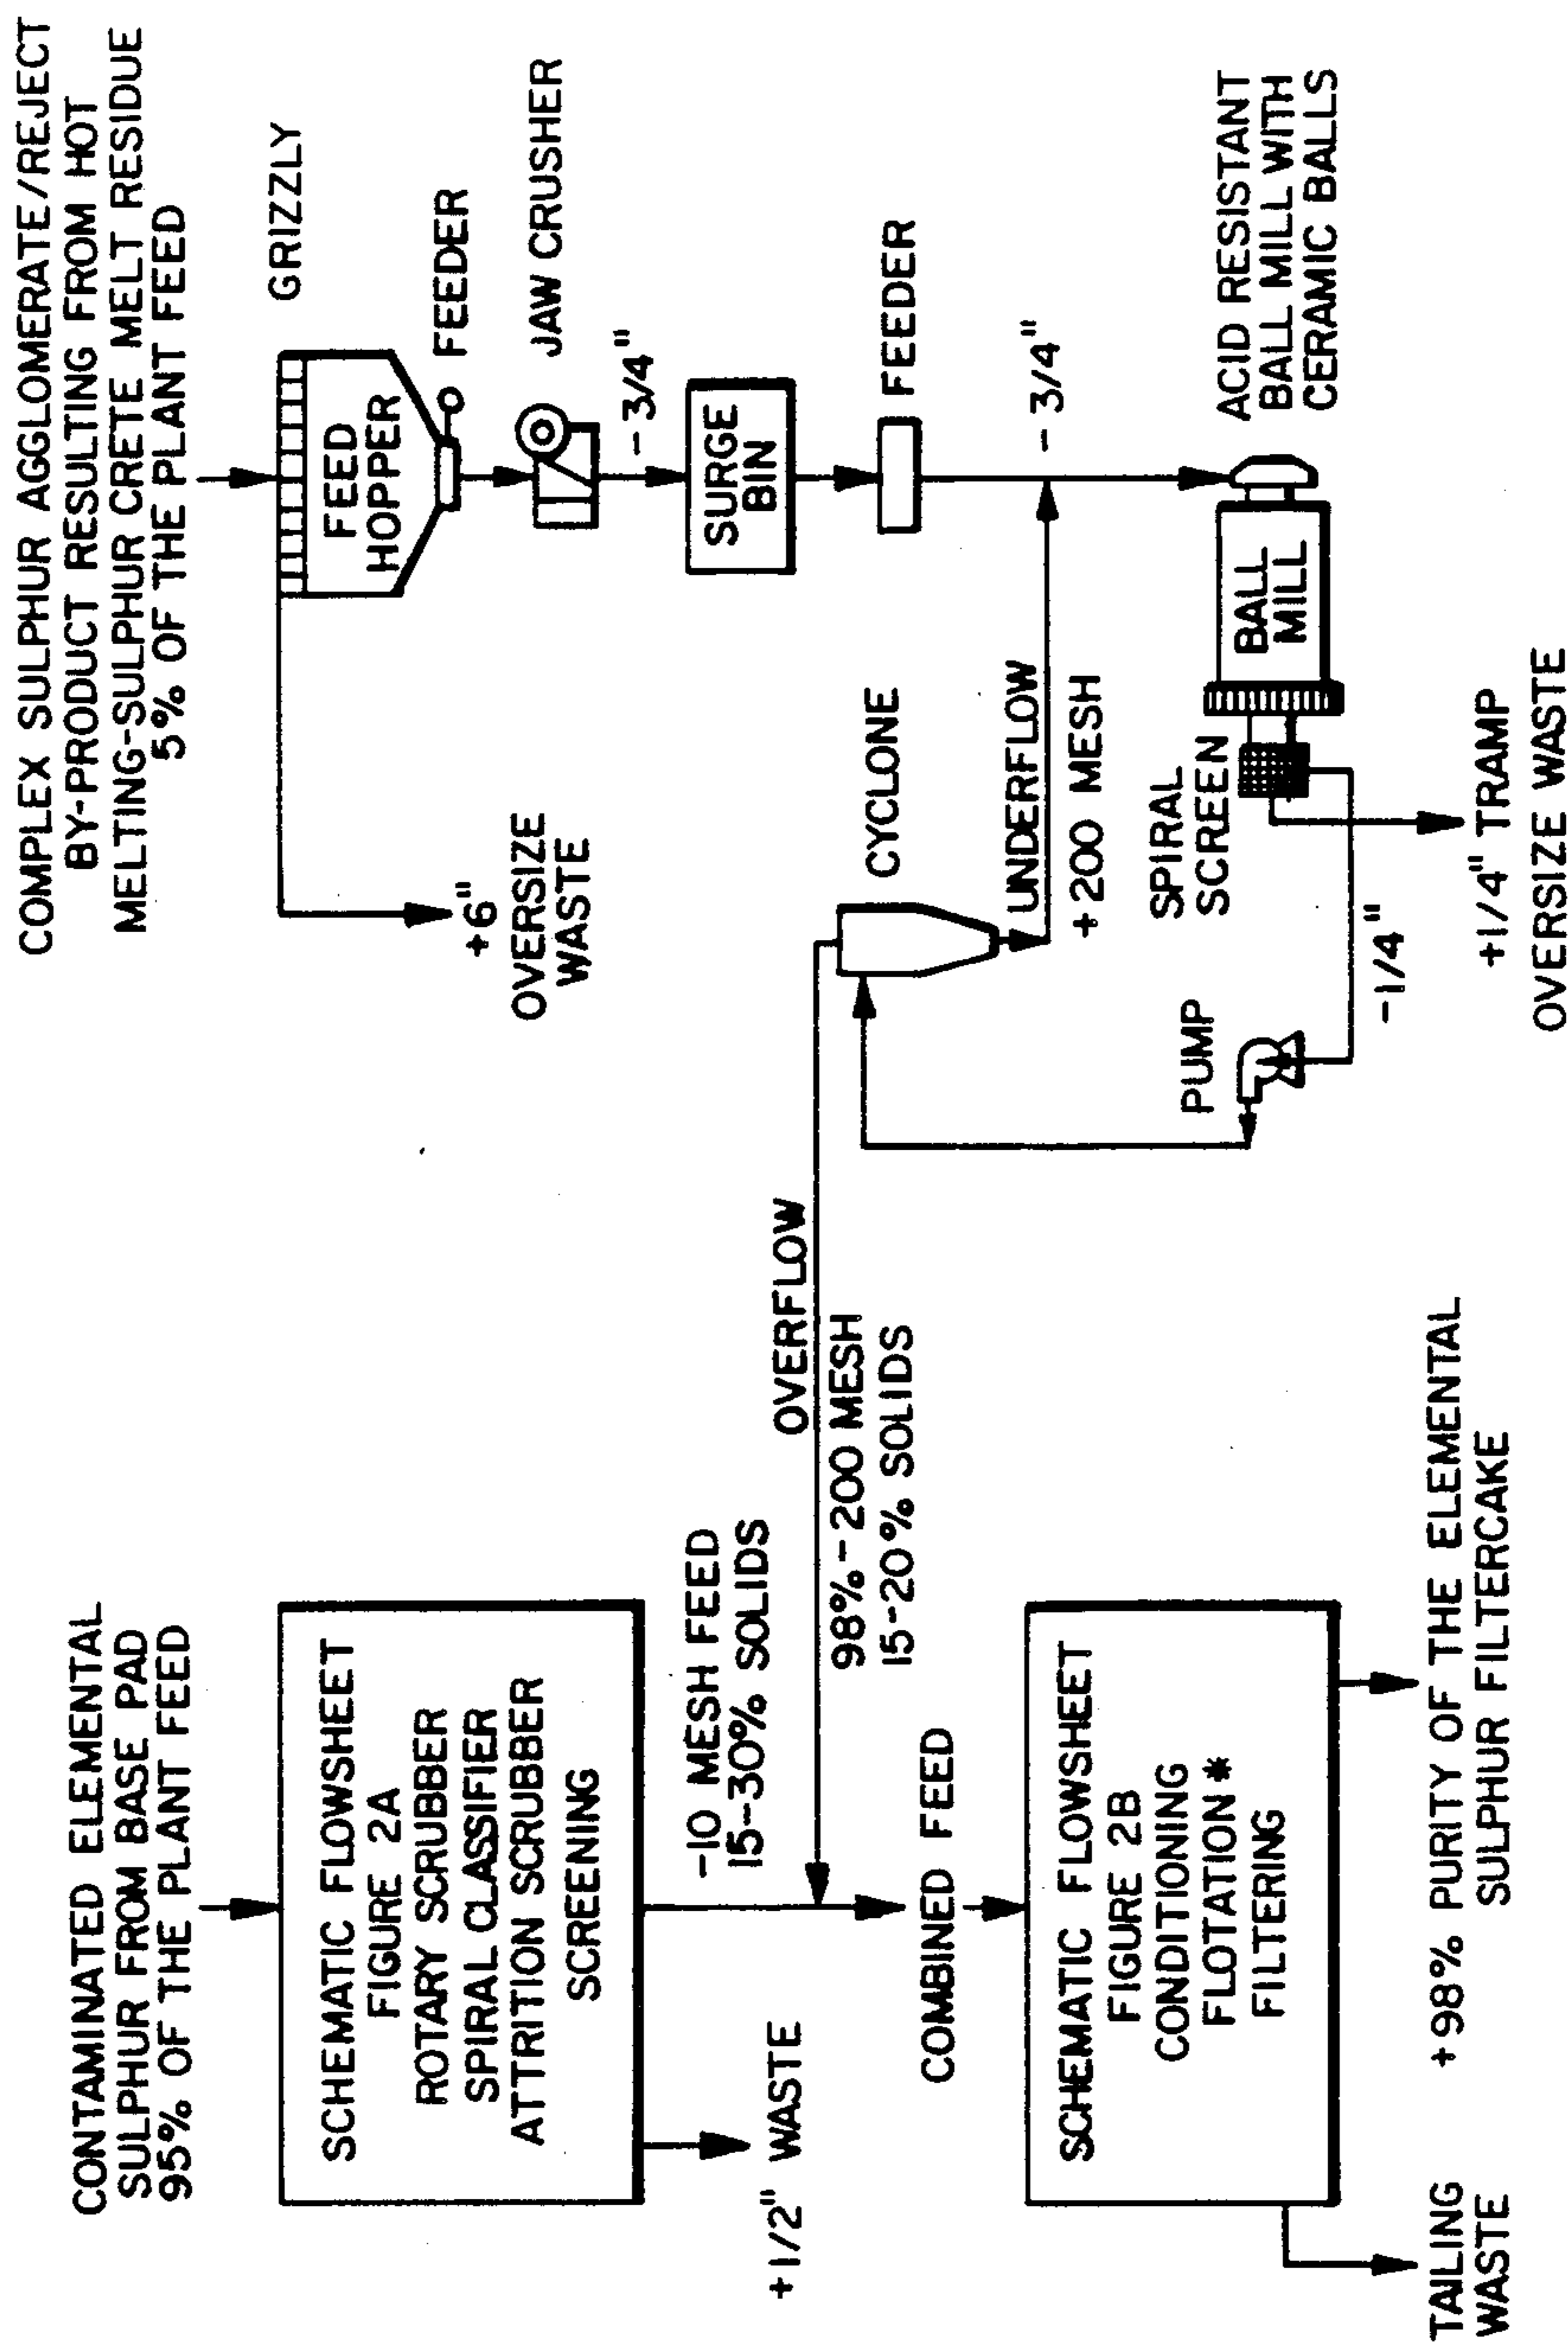 CONTAMINATED ELEMENTAL
SULPHUR FROM BASE PAD
95% OF THE PLANT FEED
SCHEMATIC FLOWSHEET
FIGURE 2A
ROTARY SCRUBBER
SPIRAL CLASSIFIER
ATTRITION SCRUBBER
SCREENING
+1/2" WASTE
-10 MESH FEED
15-30% SOLIDS
COMBINED FEED
SCHEMATIC FLOWSHEET
FIGURE 2B
CONDITIONING
FLOTATION *
FILTERING
TAILING
WASTE
+98% PURITY OF THE ELEMENTAL
SULPHUR FILTERCAKE
OVERFLOW
98%-200 MESH
15-20% SOLIDS
COMPLEX SULPHUR AGGLOMERATE/REJECT
BY-PRODUCT RESULTING FROM HOT
MELTING-SULPHUR CRETE MELT RESIDUE
5% OF THE PLANT FEED
GRIZZLY
FEED
HOPPER
FEEDER
+6"
OVERSIZE
WASTE
JAW CRUSHER
-3/4"
SURGE
BIN
FEEDER
CYCLONE
UNDERFLOW
+200 MESH
-3/4"
ACID RESISTANT
BALL MILL WITH
CERAMIC BALLS
BALL
MILL
SPIRAL
SCREEN
PUMP
-1/4"
+1/4" TRAMP
OVERSIZE WASTE